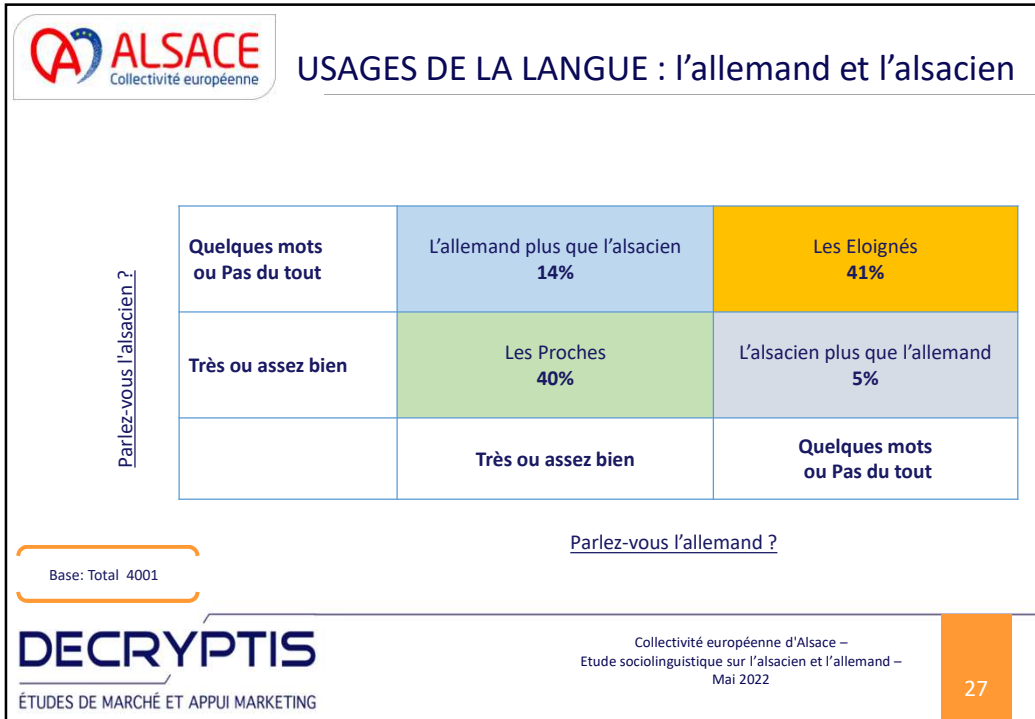 ALSACE
Collectivité européenne
USAGES DE LA LANGUE : l'allemand et l'alsacien
Parlez-vous l'alsacien ?
Quelques mots
ou Pas du tout
L'allemand plus que l'alsacien
14%
Les Eloignés
41%
Très ou assez bien
Les Proches
40%
L'alsacien plus que l'allemand
5%
Très ou assez bien
Quelques mots
ou Pas du tout
Parlez-vous l'allemand ?
Base: Total 4001
DECRYPTIS
ÉTUDES DE MARCHÉ ET APPUI MARKETING
Collectivité européenne d'Alsace –
Etude sociolinguistique sur l'alsacien et l'allemand –
Mai 2022
27